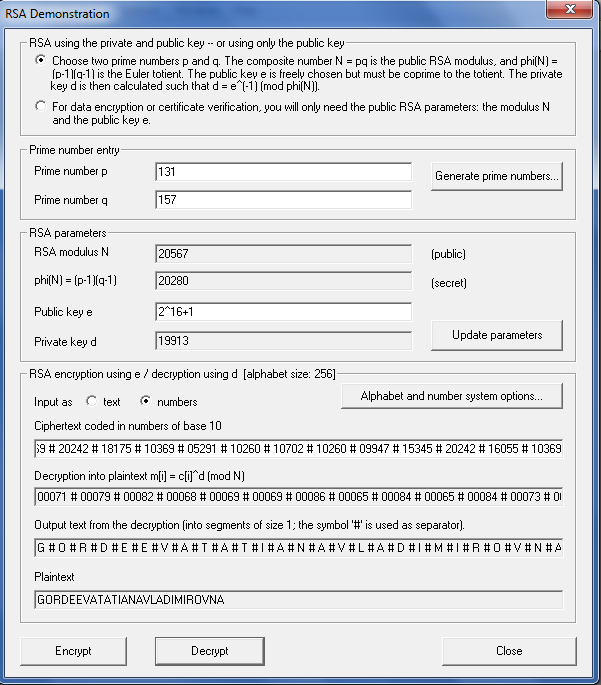 RSA Demonstration
RSA using the private and public key -- or using only the public key
Choose two prime numbers p and q. The composite number N = pq is the public RSA modulus, and phi(N) =
(p-1)(q-1) is the Euler totient. The public key e is freely chosen but must be coprime to the totient. The private
key d is then calculated such that d = e^(-1) (mod phi(N)).
For data encryption or certificate verification, you will only need the public RSA parameters: the modulus N
and the public key e.
Prime number entry
Prime number p
131
Generate prime numbers...
Prime number q
157
RSA parameters
RSA modulus N
20567
(public)
phi(N) = (p-1)(q-1)
20280
(secret)
Public key e
2^16+1
Private key d
19913
Update parameters
RSA encryption using e / decryption using d [alphabet size: 256]
Input as
text
numbers
Alphabet and number system options...
Ciphertext coded in numbers of base 10
69 # 20242 # 18175 # 10369 # 05291 # 10260 # 10702 # 10260 # 09947 # 15345 # 20242 # 16055 # 10369
Decryption into plaintext m[i] = c[i]^d (mod N)
00071 # 00079 # 00082 # 00068 # 00069 # 00069 # 00086 # 00065 # 00084 # 00065 # 00084 # 00073 # 00
Output text from the decryption (into segments of size 1; the symbol '#' is used as separator).
G # O # R # D # E # E # V # A # T # A # T # I # A # N # A # V # L # A # D # I # M # I # R # O # V # N # A
Plaintext
GORDEEVATATIANAVLADIMIROVNA
Encrypt
Decrypt
Close